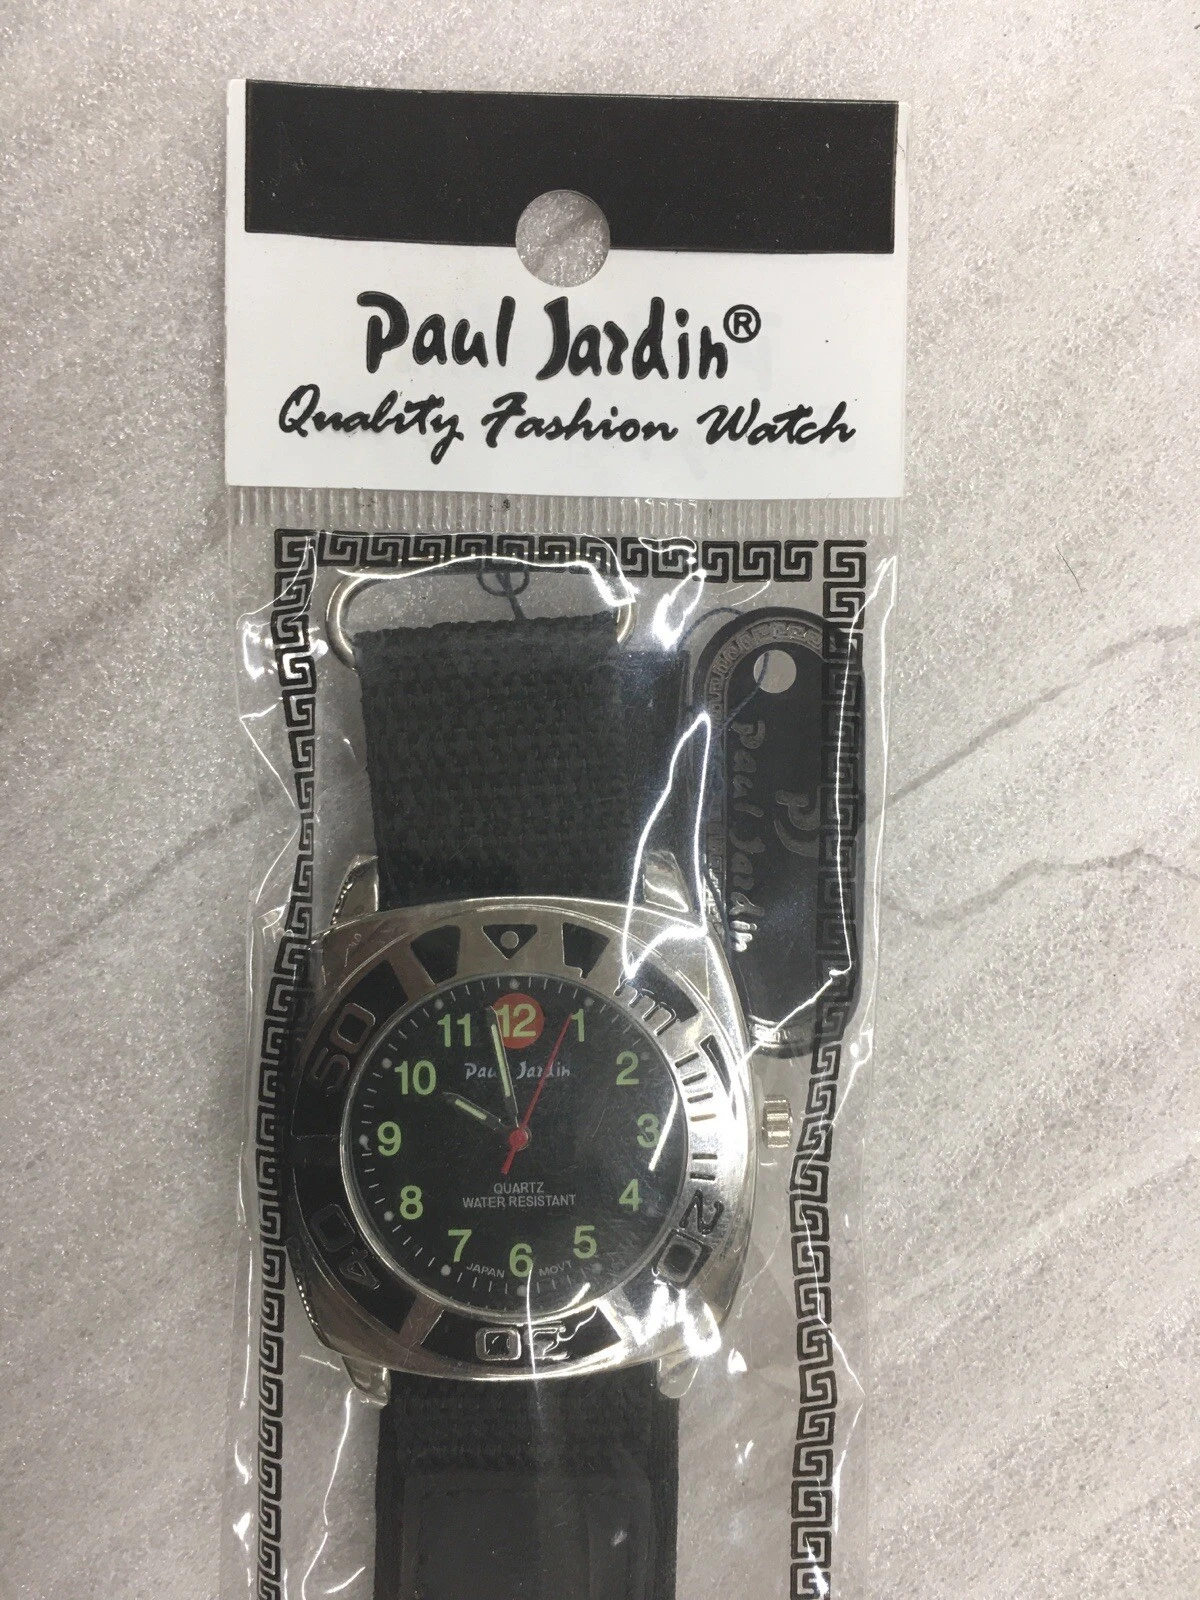 Paul Jardin®
Quality Fashion Watch
PJ
Paul Jardin
50
20
40
30
12
1
2
3
4
5
6
7
8
9
10
11
Paul Jardin
QUARTZ
WATER RESISTANT
JAPAN MOVT